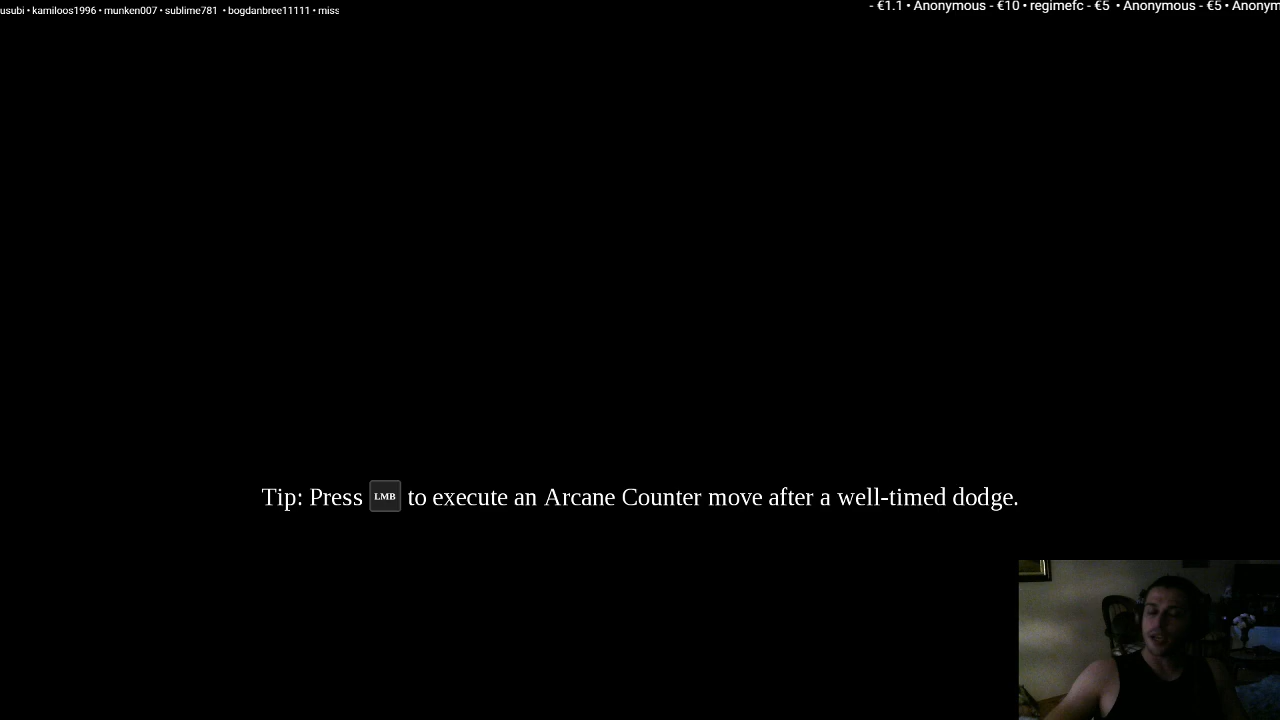 usubi • kamiloos1996 • munken007 • sublime781 • bogdanbree11111 • miss
- €1.1 • Anonymous - €10 • regimefc - €5 • Anonymous - €5 • Anonym
Tip: Press LMB to execute an Arcane Counter move after a well-timed dodge.